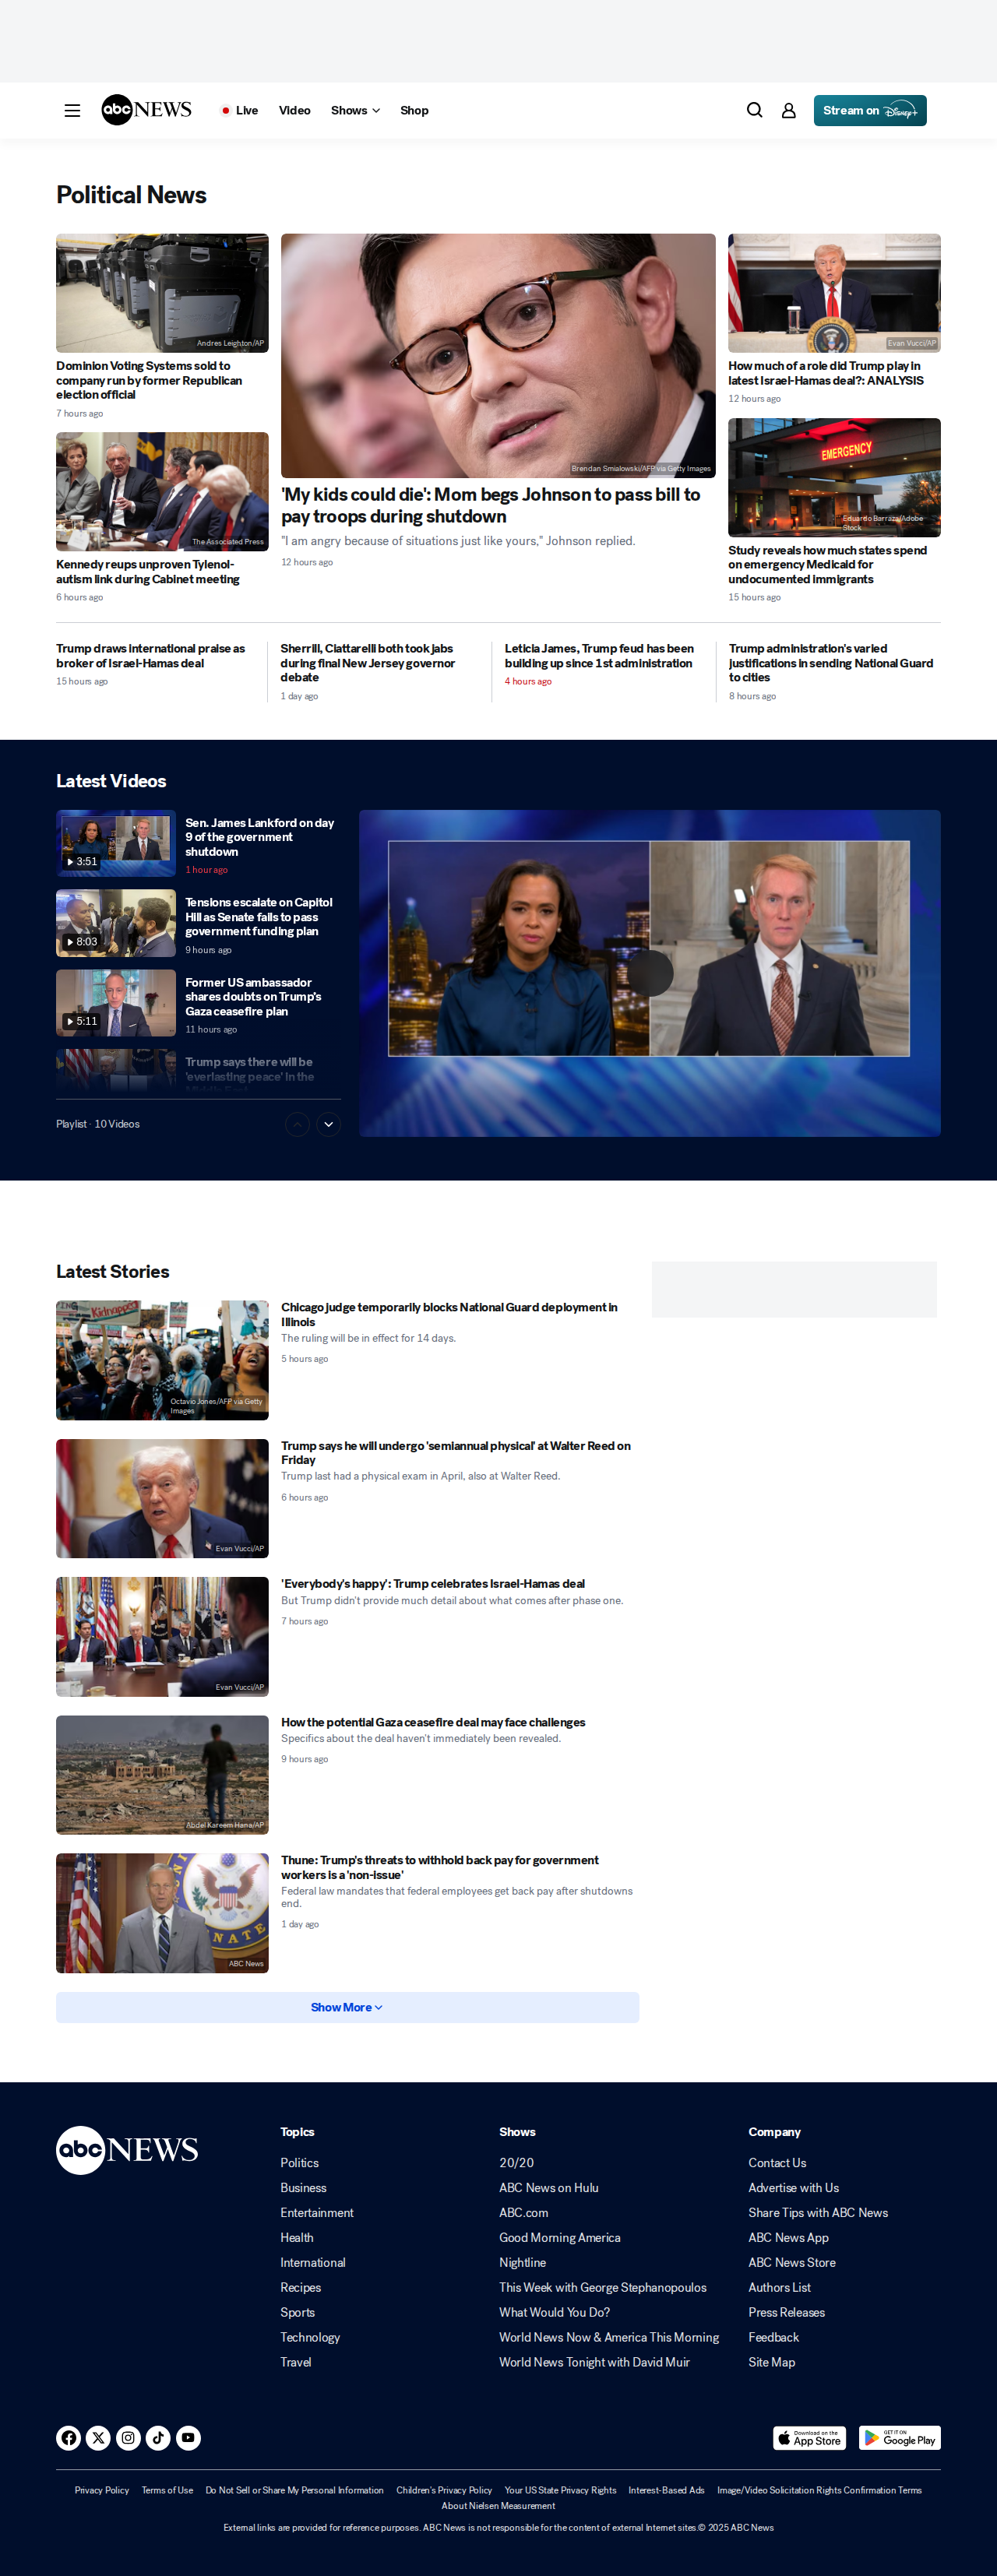 abc NEWS
Live Video Shows Shop
Stream on Disney+
Political News
Andres Leighton/AP
Dominion Voting Systems sold to
company run by former Republican
election official
7 hours ago
The Associated Press
Kennedy reups unproven Tylenol-
autism link during Cabinet meeting
6 hours ago
Brendan Smialowski/AFP via Getty Images
'My kids could die': Mom begs Johnson to pass bill to
pay troops during shutdown
"I am angry because of situations just like yours," Johnson replied.
12 hours ago
Evan Vucci/AP
How much of a role did Trump play in
latest Israel-Hamas deal?: ANALYSIS
12 hours ago
EMERGENCY
Eduardo Barraza/Adobe
Stock
Study reveals how much states spend
on emergency Medicaid for
undocumented immigrants
15 hours ago
Trump draws international praise as
broker of Israel-Hamas deal
15 hours ago
Sherrill, Ciattarelli both took jabs
during final New Jersey governor
debate
1 day ago
Leticia James, Trump feud has been
building up since 1st administration
4 hours ago
Trump administration's varied
justifications in sending National Guard
to cities
8 hours ago
Latest Videos
3:51
Sen. James Lankford on day
9 of the government
shutdown
1 hour ago
8:03
Tensions escalate on Capitol
Hill as Senate fails to pass
government funding plan
9 hours ago
5:11
Former US ambassador
shares doubts on Trump's
Gaza ceasefire plan
11 hours ago
Trump says there will be
'everlasting peace' in the
Middle East
Playlist · 10 Videos
Latest Stories
Kidnapped
Octavio Jones/AFP via Getty
Images
Chicago judge temporarily blocks National Guard deployment in
Illinois
The ruling will be in effect for 14 days.
5 hours ago
Evan Vucci/AP
Trump says he will undergo 'semiannual physical' at Walter Reed on
Friday
Trump last had a physical exam in April, also at Walter Reed.
6 hours ago
Evan Vucci/AP
'Everybody's happy': Trump celebrates Israel-Hamas deal
But Trump didn't provide much detail about what comes after phase one.
7 hours ago
Abdel Kareem Hana/AP
How the potential Gaza ceasefire deal may face challenges
Specifics about the deal haven't immediately been revealed.
9 hours ago
ABC News
Thune: Trump's threats to withhold back pay for government
workers is a 'non-issue'
Federal law mandates that federal employees get back pay after shutdowns
end.
1 day ago
Show More
abc NEWS
Topics
Politics
Business
Entertainment
Health
International
Recipes
Sports
Technology
Travel
Shows
20/20
ABC News on Hulu
ABC.com
Good Morning America
Nightline
This Week with George Stephanopoulos
What Would You Do?
World News Now & America This Morning
World News Tonight with David Muir
Company
Contact Us
Advertise with Us
Share Tips with ABC News
ABC News App
ABC News Store
Authors List
Press Releases
Feedback
Site Map
Download on the
App Store
GET IT ON
Google Play
Privacy Policy Terms of Use Do Not Sell or Share My Personal Information Children's Privacy Policy Your US State Privacy Rights Interest-Based Ads Image/Video Solicitation Rights Confirmation Terms
About Nielsen Measurement
External links are provided for reference purposes. ABC News is not responsible for the content of external Internet sites.© 2025 ABC News